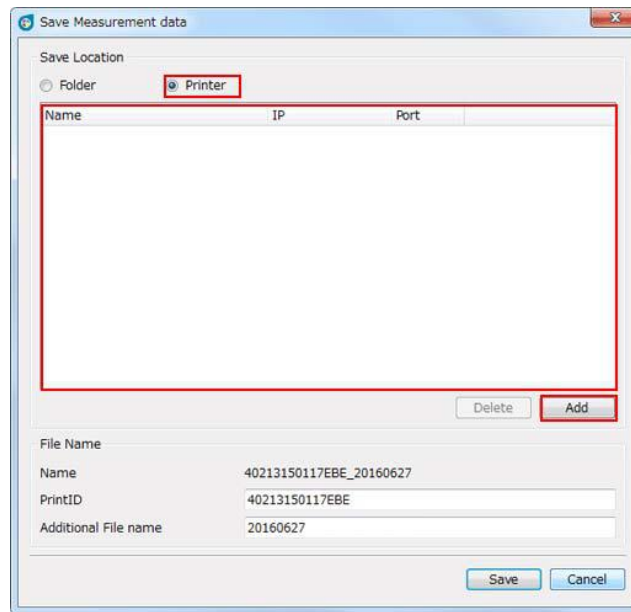 Save Measurement data
Save Location
Folder Printer
Name IP Port
Delete Add
File Name
Name 40213150117EBE_20160627
PrintID 40213150117EBE
Additional File name 20160627
Save Cancel